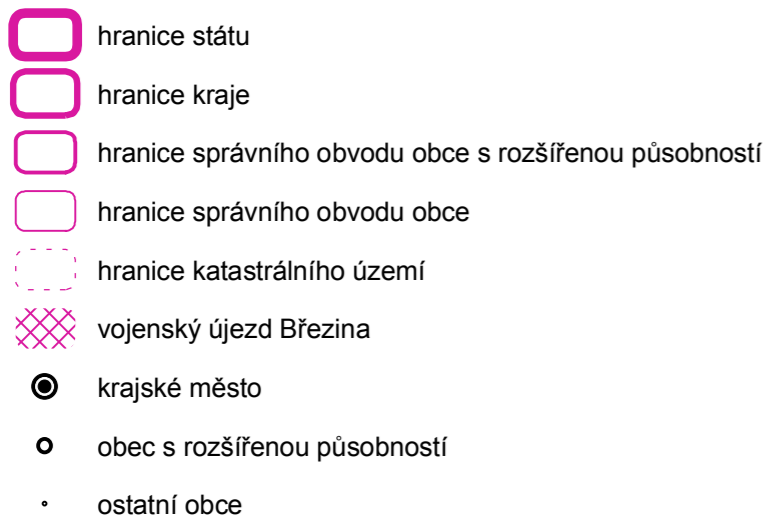 hranice státu
hranice kraje
hranice správního obvodu obce s rozšířenou působností
hranice správního obvodu obce
hranice katastrálního území
vojenský újezd Březina
krajské město
obec s rozšířenou působností
ostatní obce